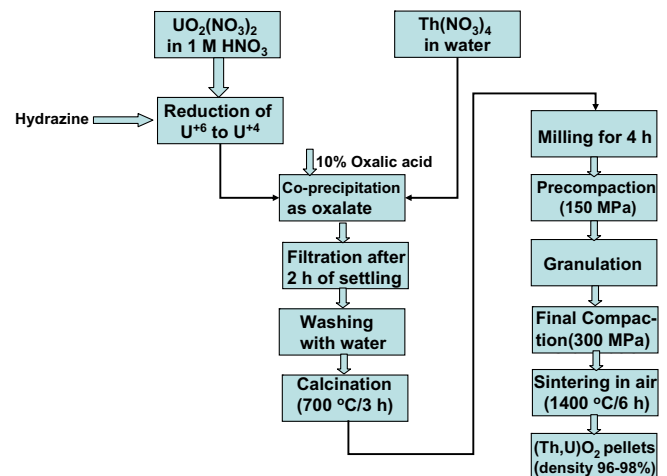 UO₂(NO₃)₂
in 1 M HNO₃
Th(NO₃)₄
in water
Hydrazine
Reduction of
U⁺⁶ to U⁺⁴
10% Oxalic acid
Co-precipitation
as oxalate
Filtration after
2 h of settling
Washing
with water
Calcination
(700 °C/3 h)
Milling for 4 h
Precompaction
(150 MPa)
Granulation
Final Compac-
tion(300 MPa)
Sintering in air
(1400 °C/6 h)
(Th,U)O₂ pellets
(density 96-98%)